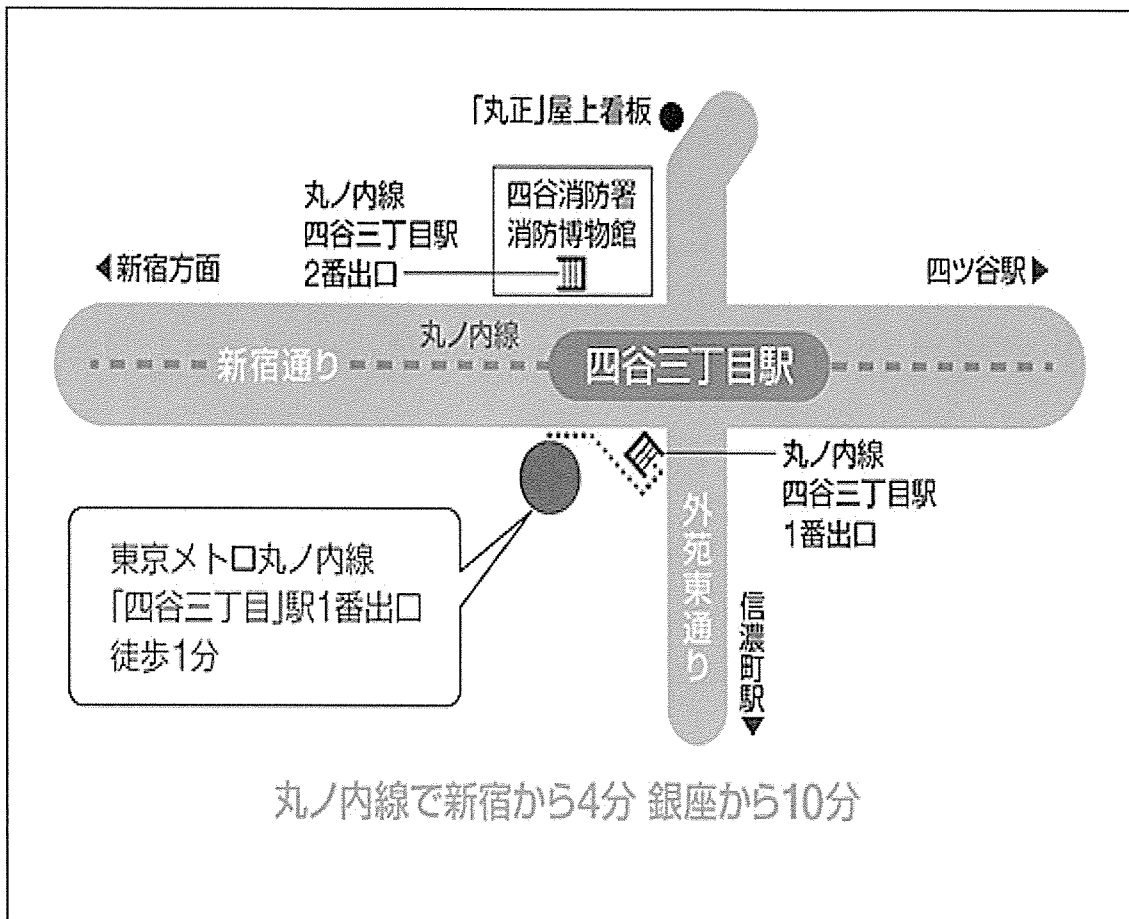 「丸正」屋上看板
四谷消防署
消防博物館
丸ノ内線
四谷三丁目駅
2番出口
◀新宿方面
四ツ谷駅▶
丸ノ内線
新宿通り
四谷三丁目駅
丸ノ内線
四谷三丁目駅
1番出口
外苑東通り
信濃町駅▼
東京メトロ丸ノ内線
「四谷三丁目」駅1番出口
徒歩1分
丸ノ内線で新宿から4分 銀座から10分